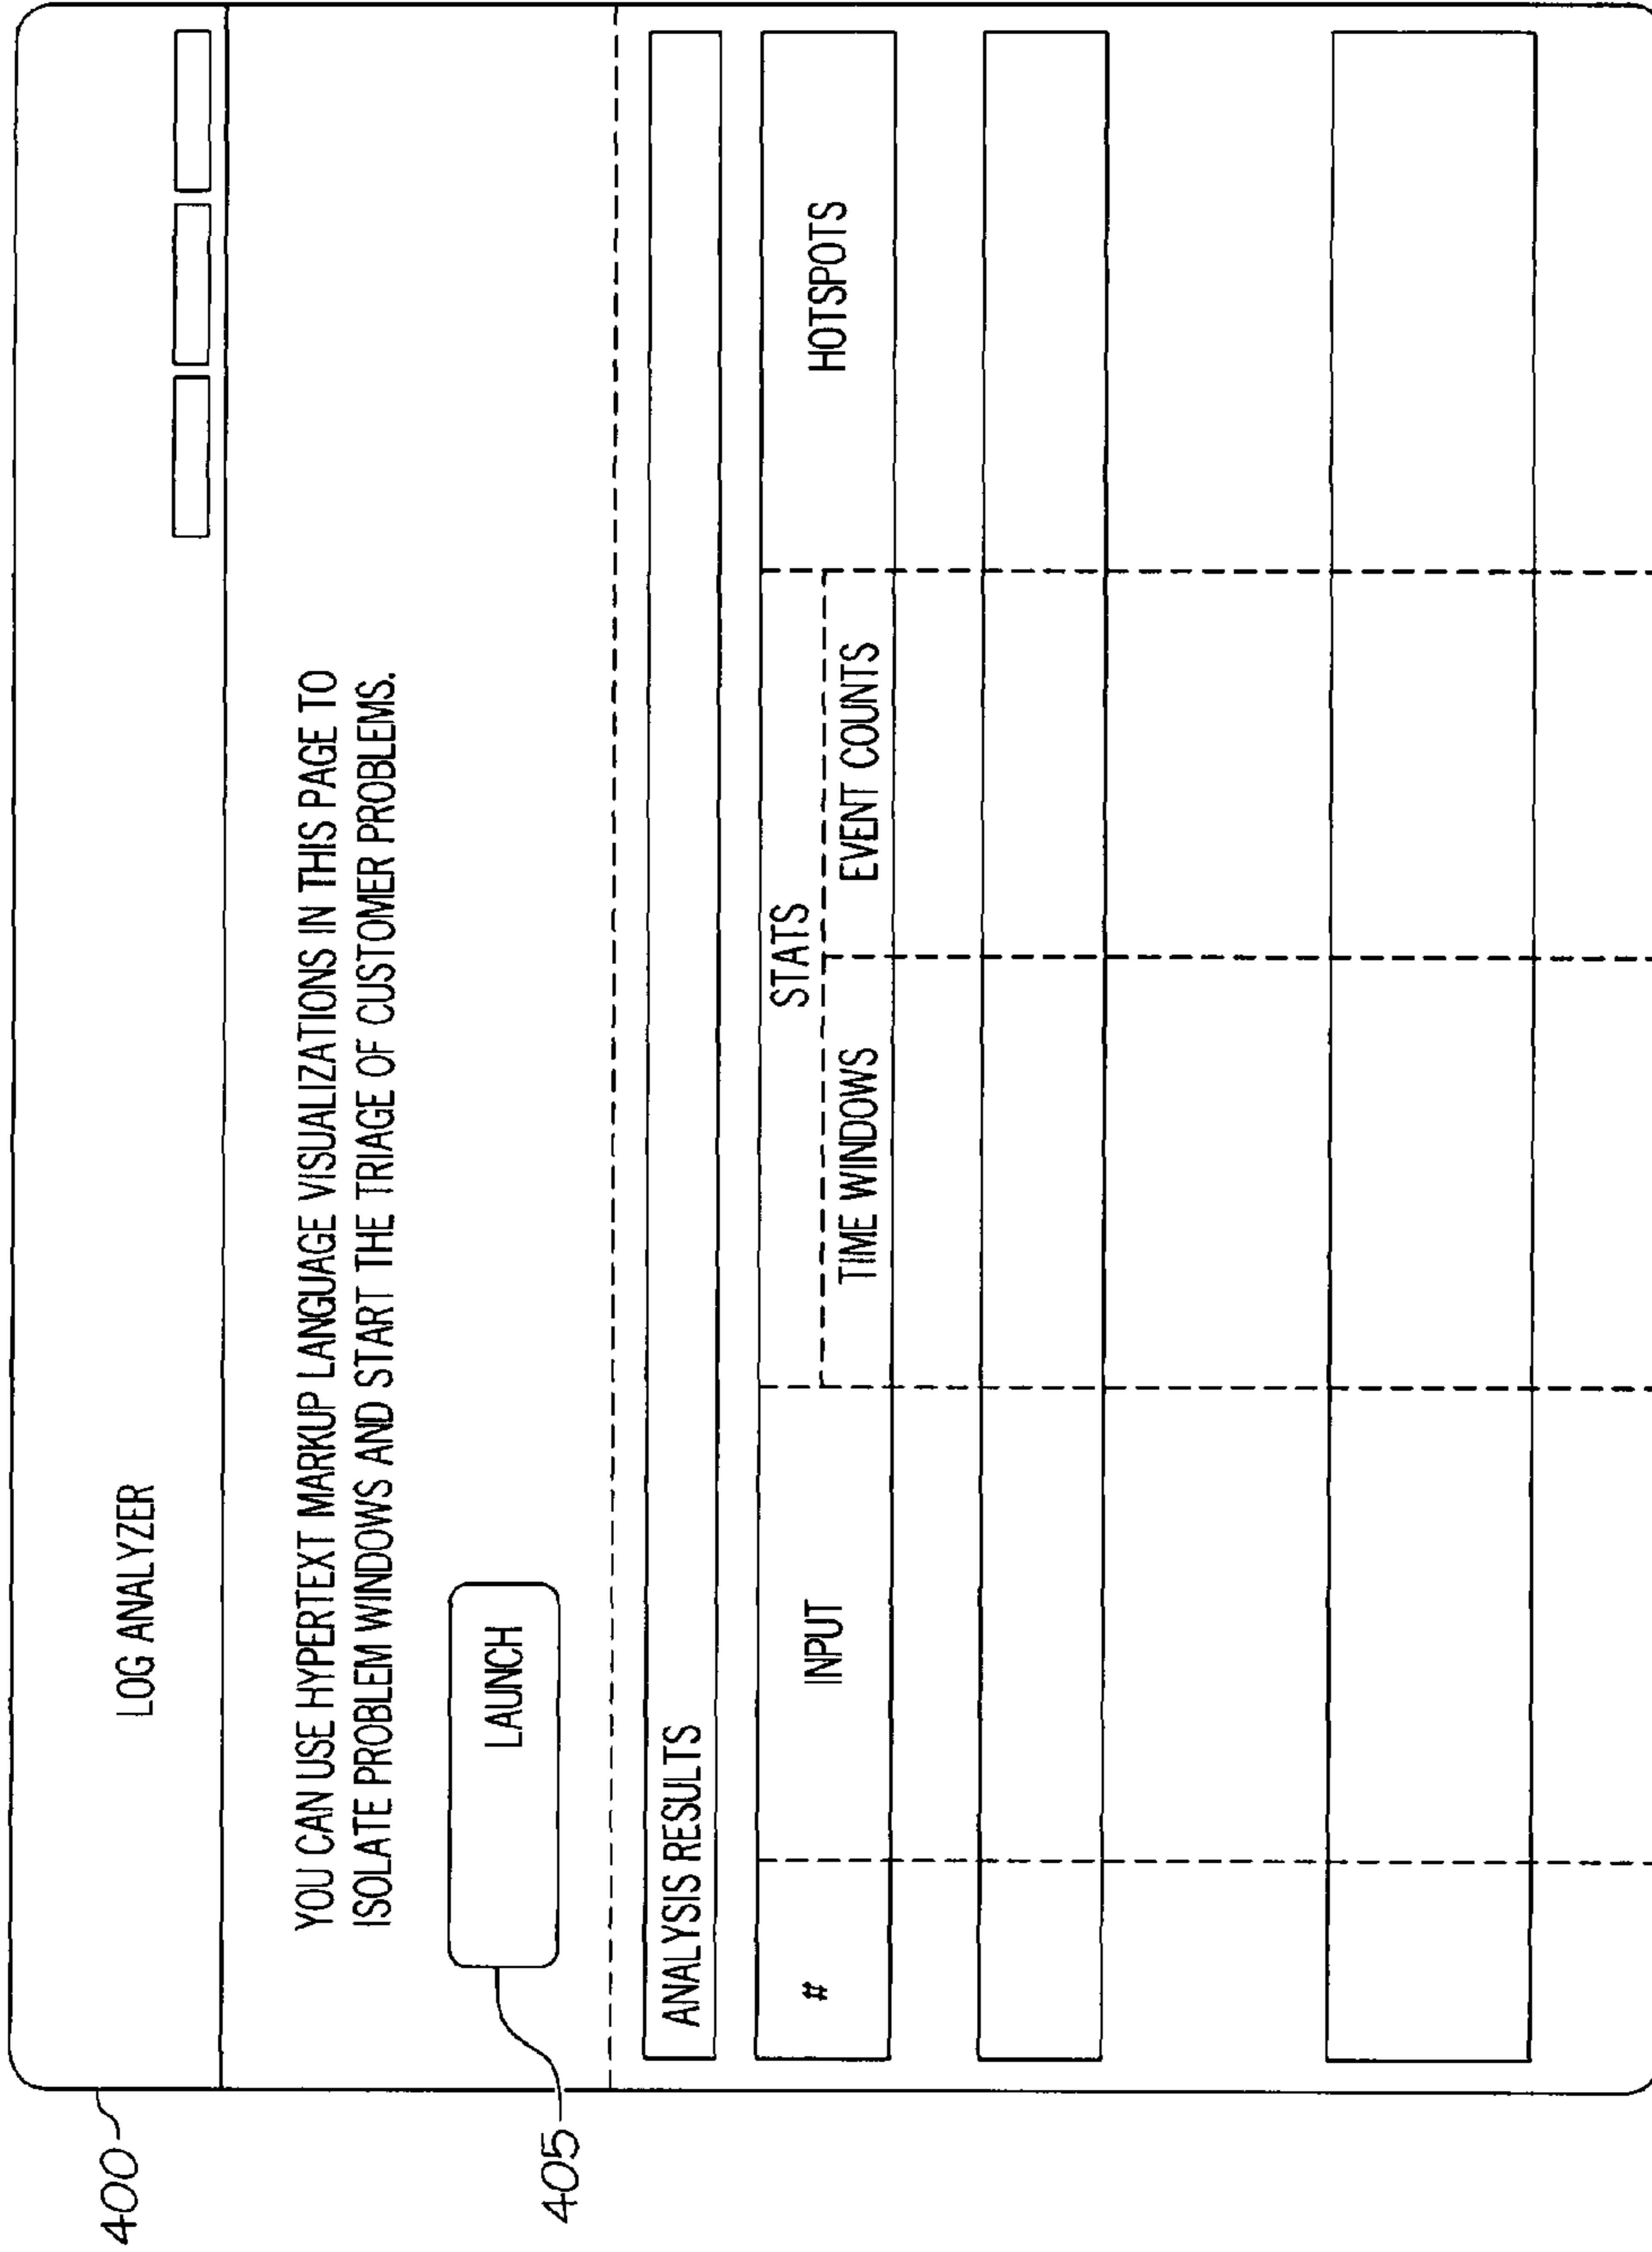 400
LOG ANALYZER
YOU CAN USE HYPERTEXT MARKUP LANGUAGE VISUALIZATIONS IN THIS PAGE TO
ISOLATE PROBLEM WINDOWS AND START THE TRIAGE OF CUSTOMER PROBLEMS.
LAUNCH
405
ANALYSIS RESULTS
# INPUT STATS HOTSPOTS
TIME WINDOWS EVENT COUNTS